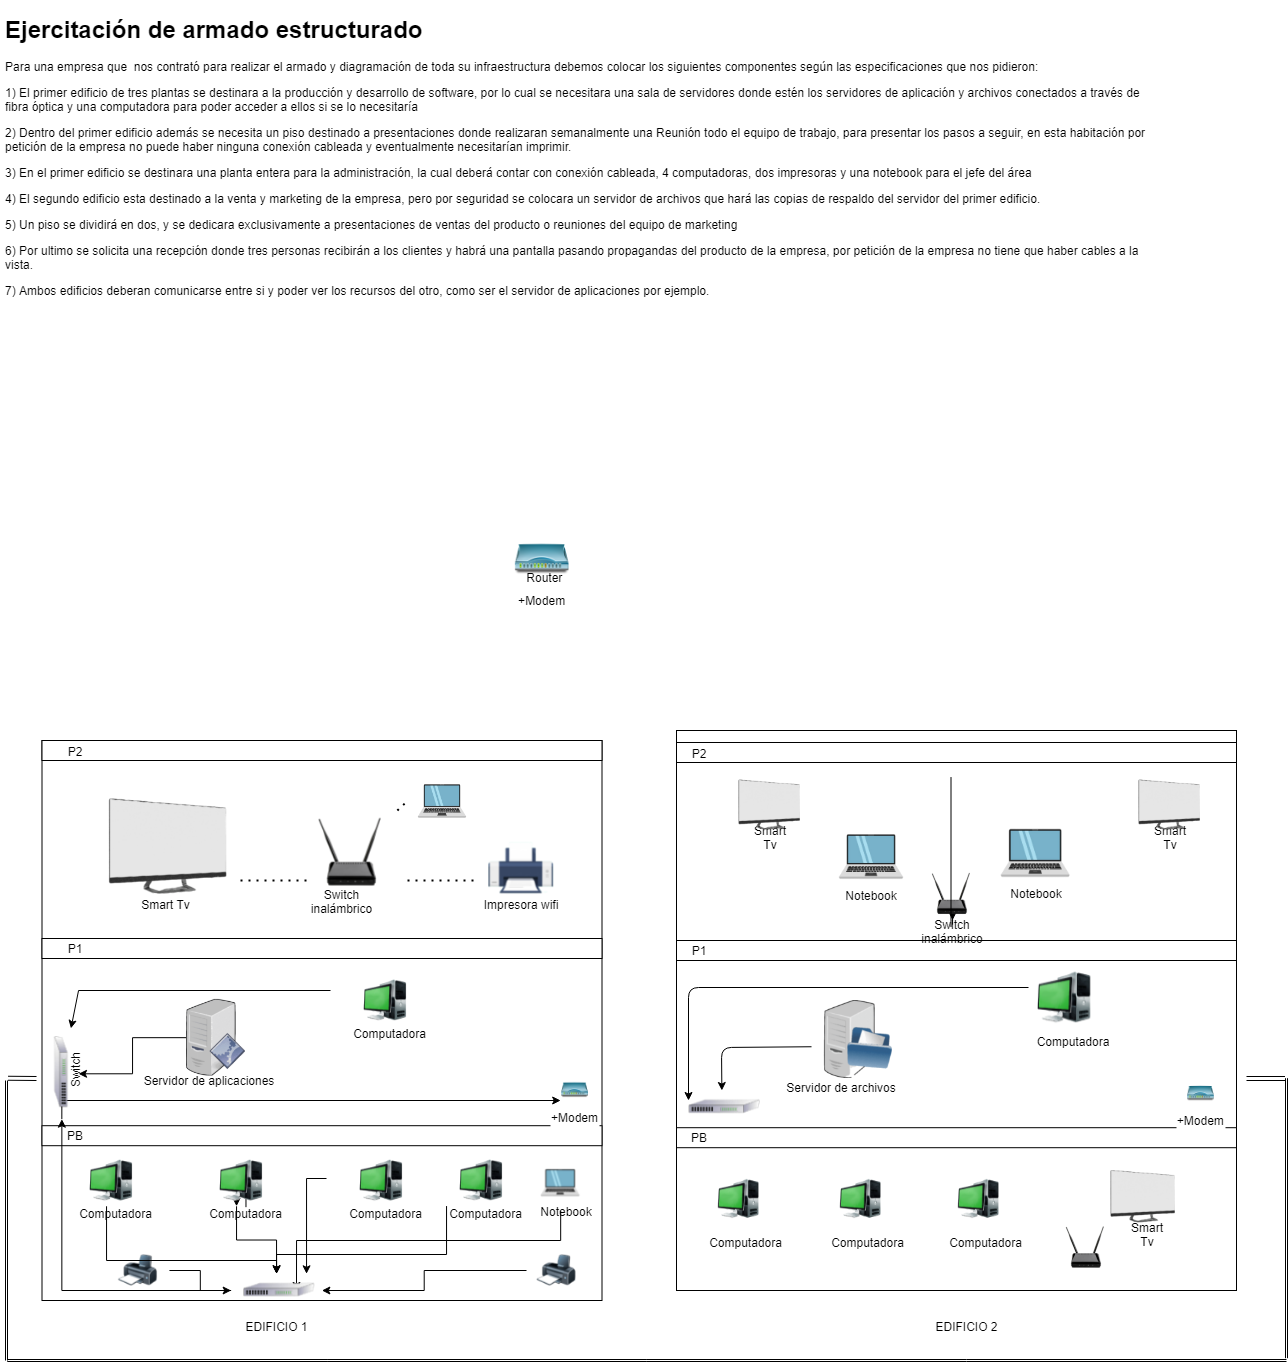 Ejercitación de armado estructurado
Para una empresa que  nos contrató para realizar el armado y diagramación de toda su infraestructura debemos colocar los siguientes componentes según las especificaciones que nos pidieron:
1) El primer edificio de tres plantas se destinara a la producción y desarrollo de software, por lo cual se necesitara una sala de servidores donde estén los servidores de aplicación y archivos conectados a través de
fibra óptica y una computadora para poder acceder a ellos si se lo necesitaría
2) Dentro del primer edificio además se necesita un piso destinado a presentaciones donde realizaran semanalmente una Reunión todo el equipo de trabajo, para presentar los pasos a seguir, en esta habitación por
petición de la empresa no puede haber ninguna conexión cableada y eventualmente necesitarían imprimir.
3) En el primer edificio se destinara una planta entera para la administración, la cual deberá contar con conexión cableada, 4 computadoras, dos impresoras y una notebook para el jefe del área
4) El segundo edificio esta destinado a la venta y marketing de la empresa, pero por seguridad se colocara un servidor de archivos que hará las copias de respaldo del servidor del primer edificio.
5) Un piso se dividirá en dos, y se dedicara exclusivamente a presentaciones de ventas del producto o reuniones del equipo de marketing
6) Por ultimo se solicita una recepción donde tres personas recibirán a los clientes y habrá una pantalla pasando propagandas del producto de la empresa, por petición de la empresa no tiene que haber cables a la
vista.
7) Ambos edificios deberan comunicarse entre si y poder ver los recursos del otro, como ser el servidor de aplicaciones por ejemplo.
Router
+Modem
P2
Smart Tv
Switch
inalámbrico
Impresora wifi
P1
Computadora
Switch
Servidor de aplicaciones
+Modem
PB
Computadora
Computadora
Computadora
Computadora
Notebook
EDIFICIO 1
P2
Smart
Tv
Smart
Tv
Notebook
Notebook
Switch
inalámbrico
P1
Computadora
Servidor de archivos
+Modem
PB
Computadora
Computadora
Computadora
Smart
Tv
EDIFICIO 2